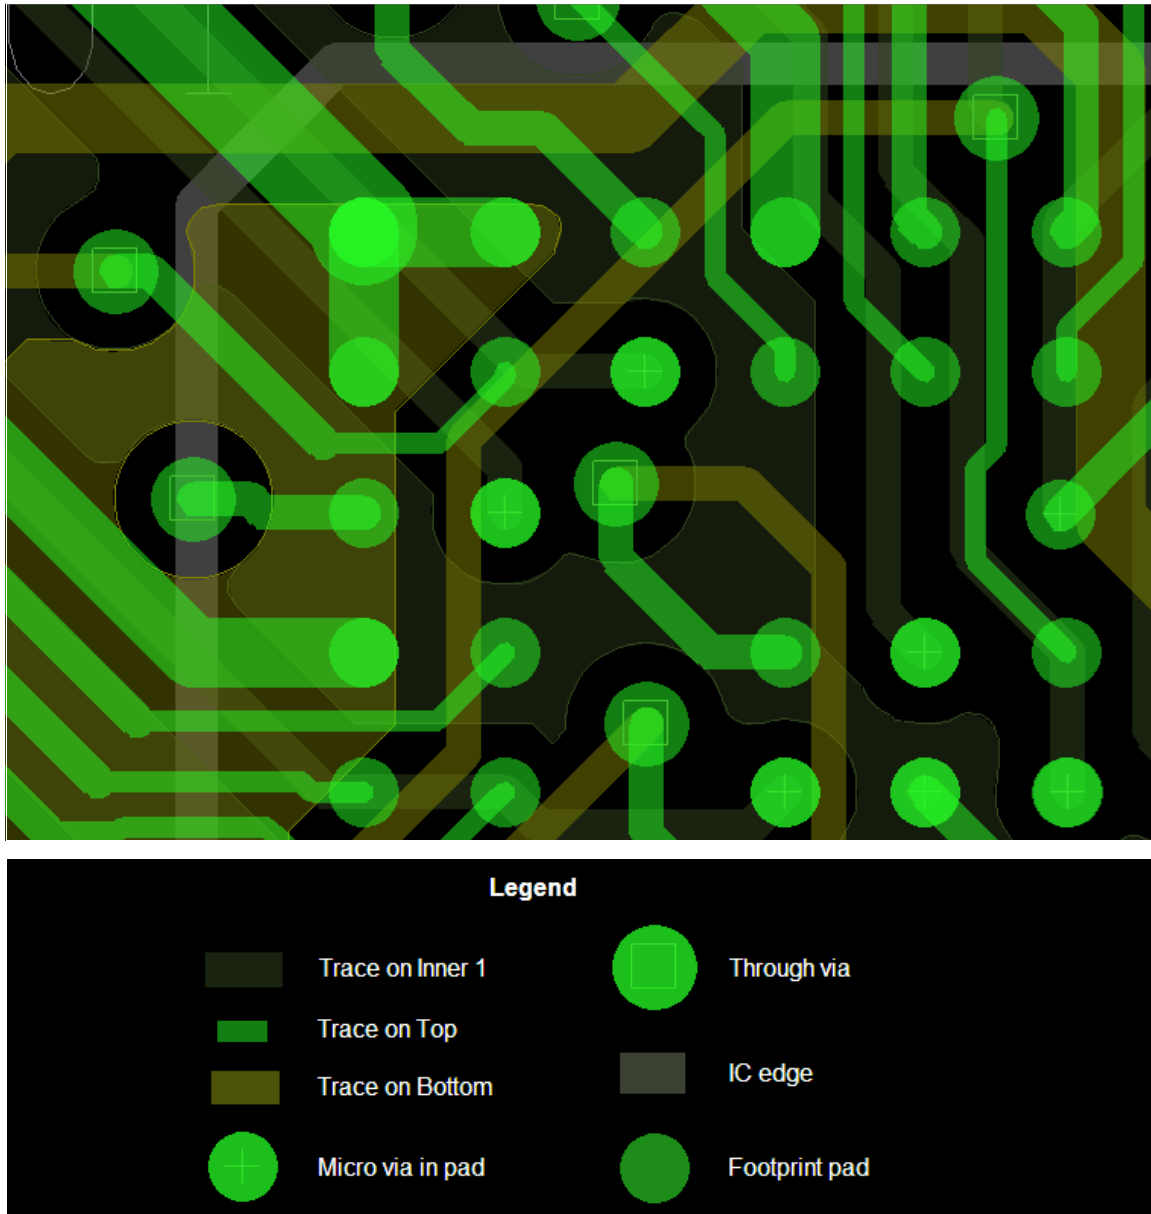 Legend
Trace on Inner 1
Through via
Trace on Top
IC edge
Trace on Bottom
Micro via in pad
Footprint pad